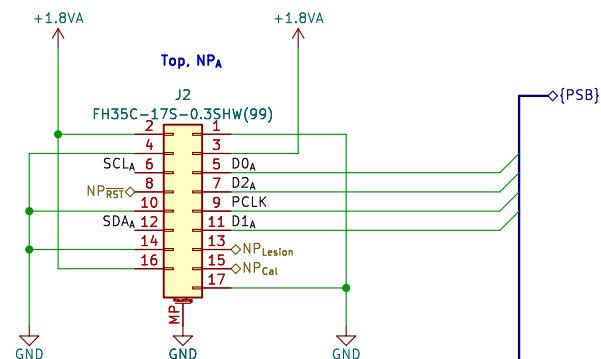 +1.8VA +1.8VA
Top, NPA
J2
FH35C-17S-0.3SHW(99)
{PSB}
2 1
4 3
SCLA 6 5 D0A
NPRST 8 7 D2A
10 9 PCLK
SDAA 12 11 D1A
14 13 NPLesion
16 15 NPCal
17
Mounting
MP
GND GND GND